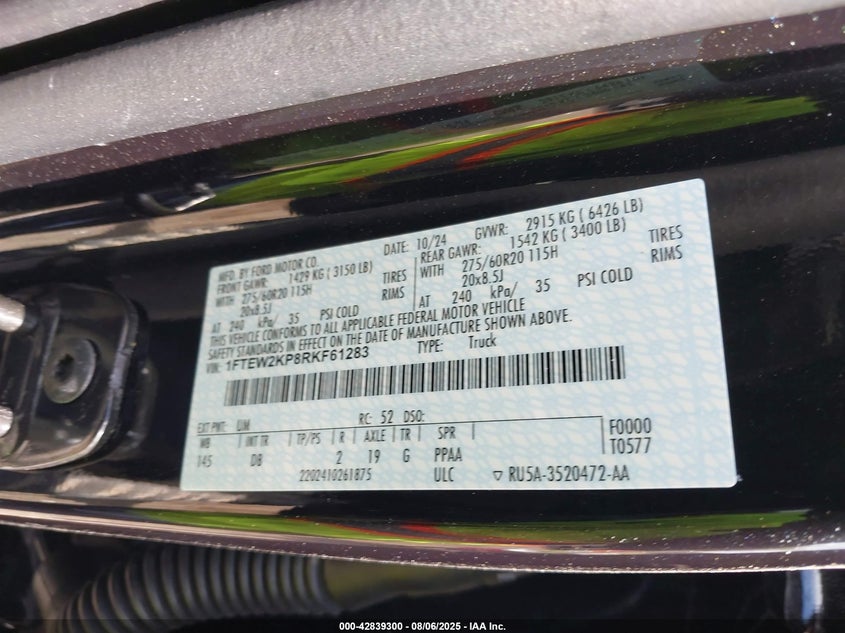 MFD. BY FORD MOTOR CO. DATE: 10/24 GVWR: 2915 KG ( 6426 LB)
FRONT GAWR: 1429 KG ( 3150 LB) REAR GAWR: 1542 KG ( 3400 LB)
WITH 275/60R20 115H TIRES WITH 275/60R20 115H TIRES
20x8.5J RIMS 20x8.5J RIMS
AT 240 kPa/ 35 PSI COLD AT 240 kPa/ 35 PSI COLD
THIS VEHICLE CONFORMS TO ALL APPLICABLE FEDERAL MOTOR VEHICLE
SAFETY STANDARDS IN EFFECT ON THE DATE OF MANUFACTURE SHOWN ABOVE.
VIN: 1FTEW2KP8RKF61283 TYPE: Truck
EXT PNT: UM RC: 52 DSO:
WB INT TR TP/PS R AXLE TR SPR F0000
145 DB 2 19 G PPAA T0577
2202410261875 ULC ▽ RU5A-3520472-AA
000-42839300 - 08/06/2025 - IAA Inc.